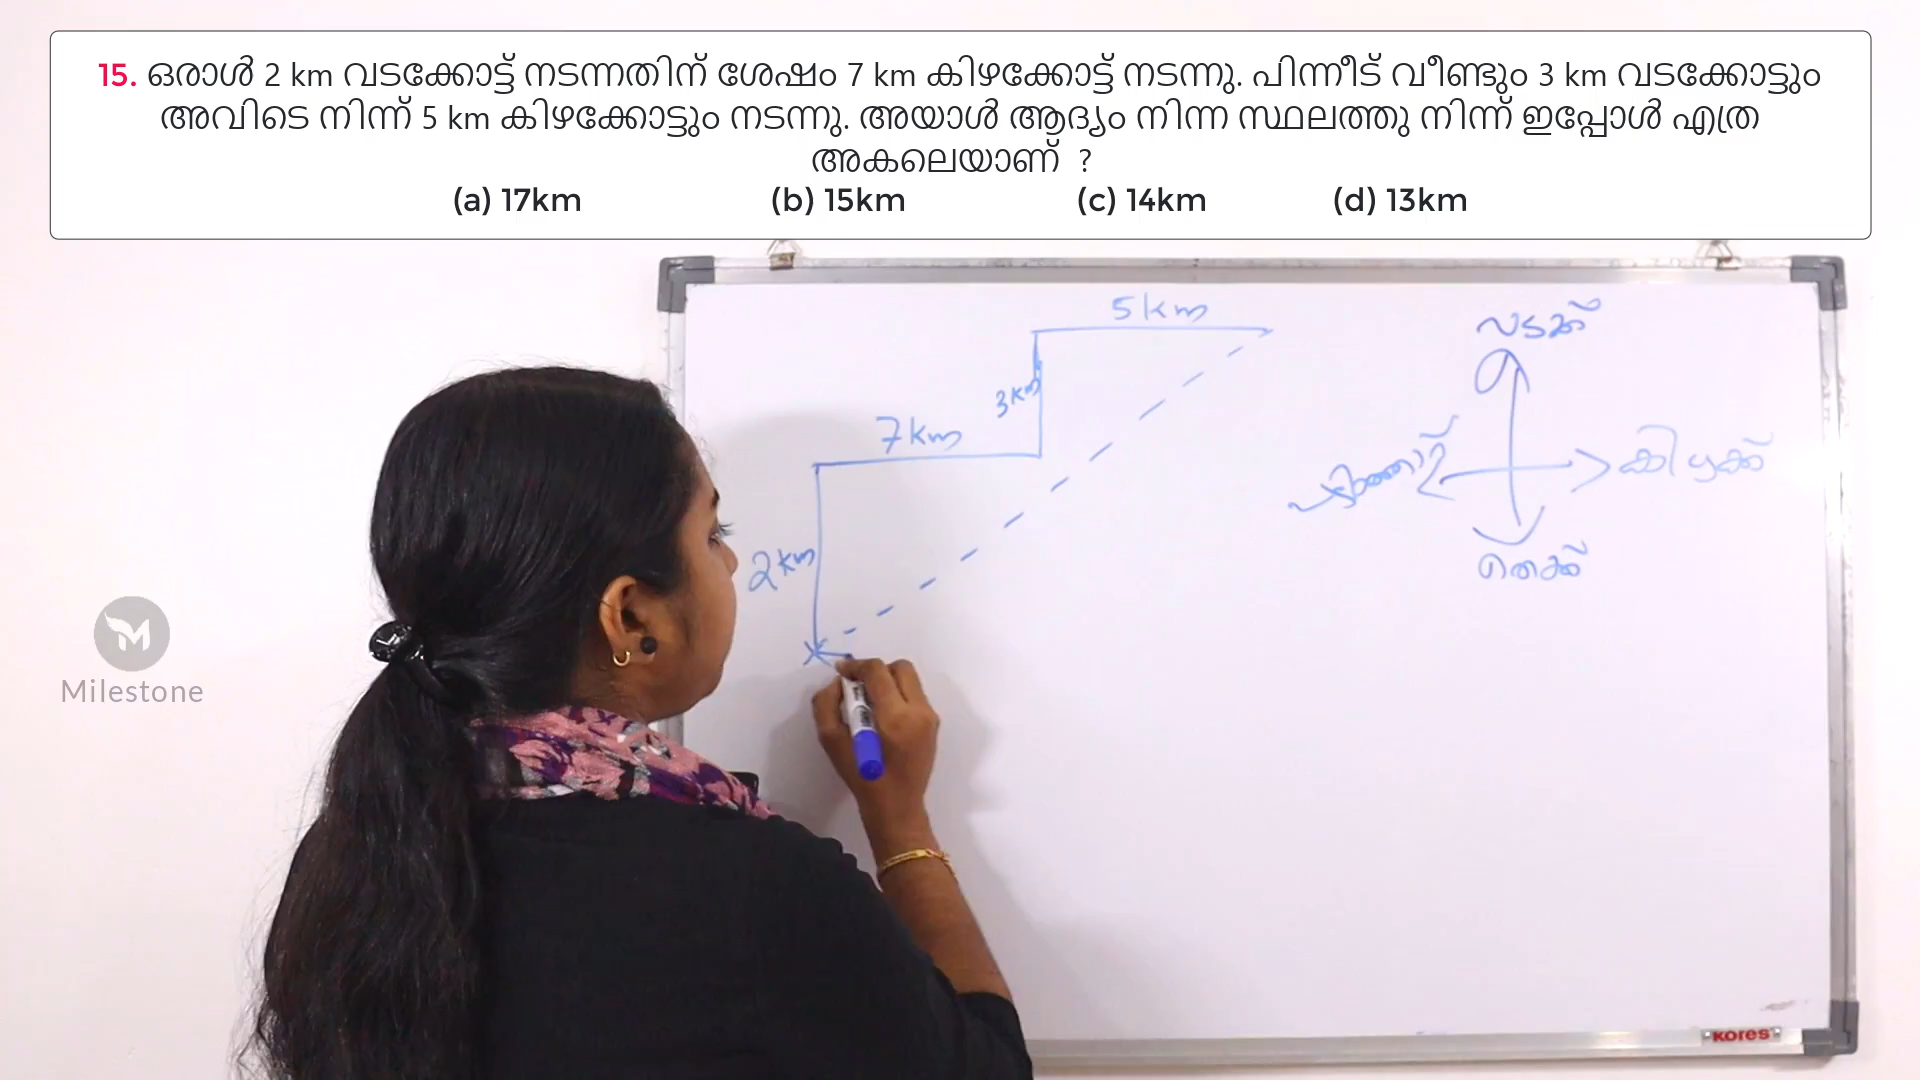 15. ഒരാൾ 2 km വടക്കോട്ട് നടന്നതിന് ശേഷം 7 km കിഴക്കോട്ട് നടന്നു. പിന്നീട് വീണ്ടും 3 km വടക്കോട്ടും
അവിടെ നിന്ന് 5 km കിഴക്കോട്ടും നടന്നു. അയാൾ ആദ്യം നിന്ന സ്ഥലത്തു നിന്ന് ഇപ്പോൾ എത്ര
അകലെയാണ് ?
(a) 17km (b) 15km (c) 14km (d) 13km
5km
വടക്ക്
3km
7km
കിഴക്ക്
2km
തെക്ക്
Milestone
KORES